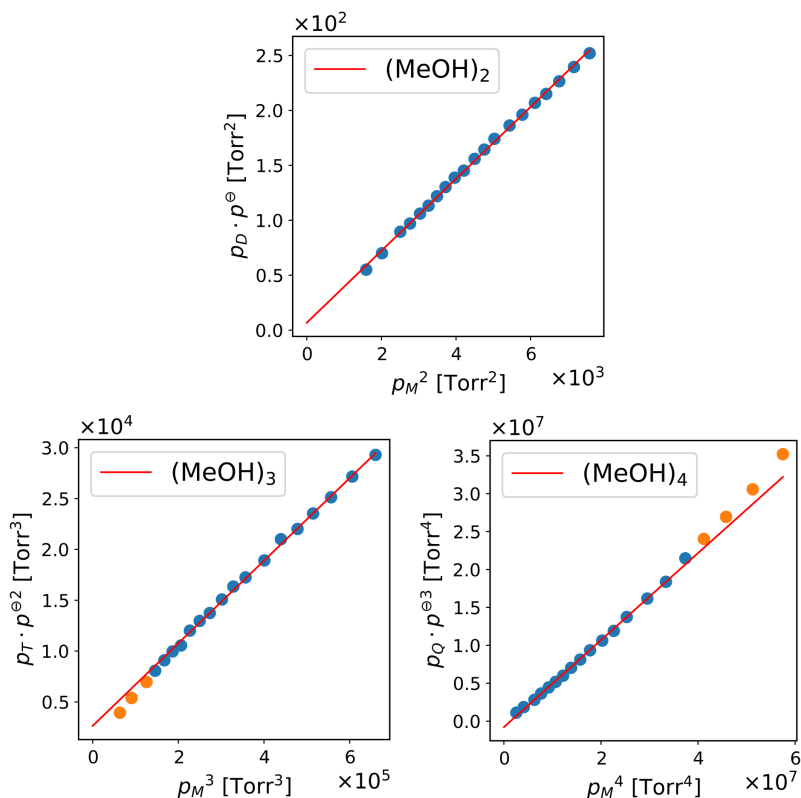 ×10²
2.5
2.0
1.5
1.0
0.5
0.0
p_D · p^⊖ [Torr²]
(MeOH)₂
0 2 4 6
p_M² [Torr²]
×10³
×10⁴
3.0
2.5
2.0
1.5
1.0
0.5
p_T · p^⊖² [Torr³]
(MeOH)₃
0 2 4 6
p_M³ [Torr³]
×10⁵
×10⁷
3.5
3.0
2.5
2.0
1.5
1.0
0.5
0.0
p_Q · p^⊖³ [Torr⁴]
(MeOH)₄
0 2 4 6
p_M⁴ [Torr⁴]
×10⁷